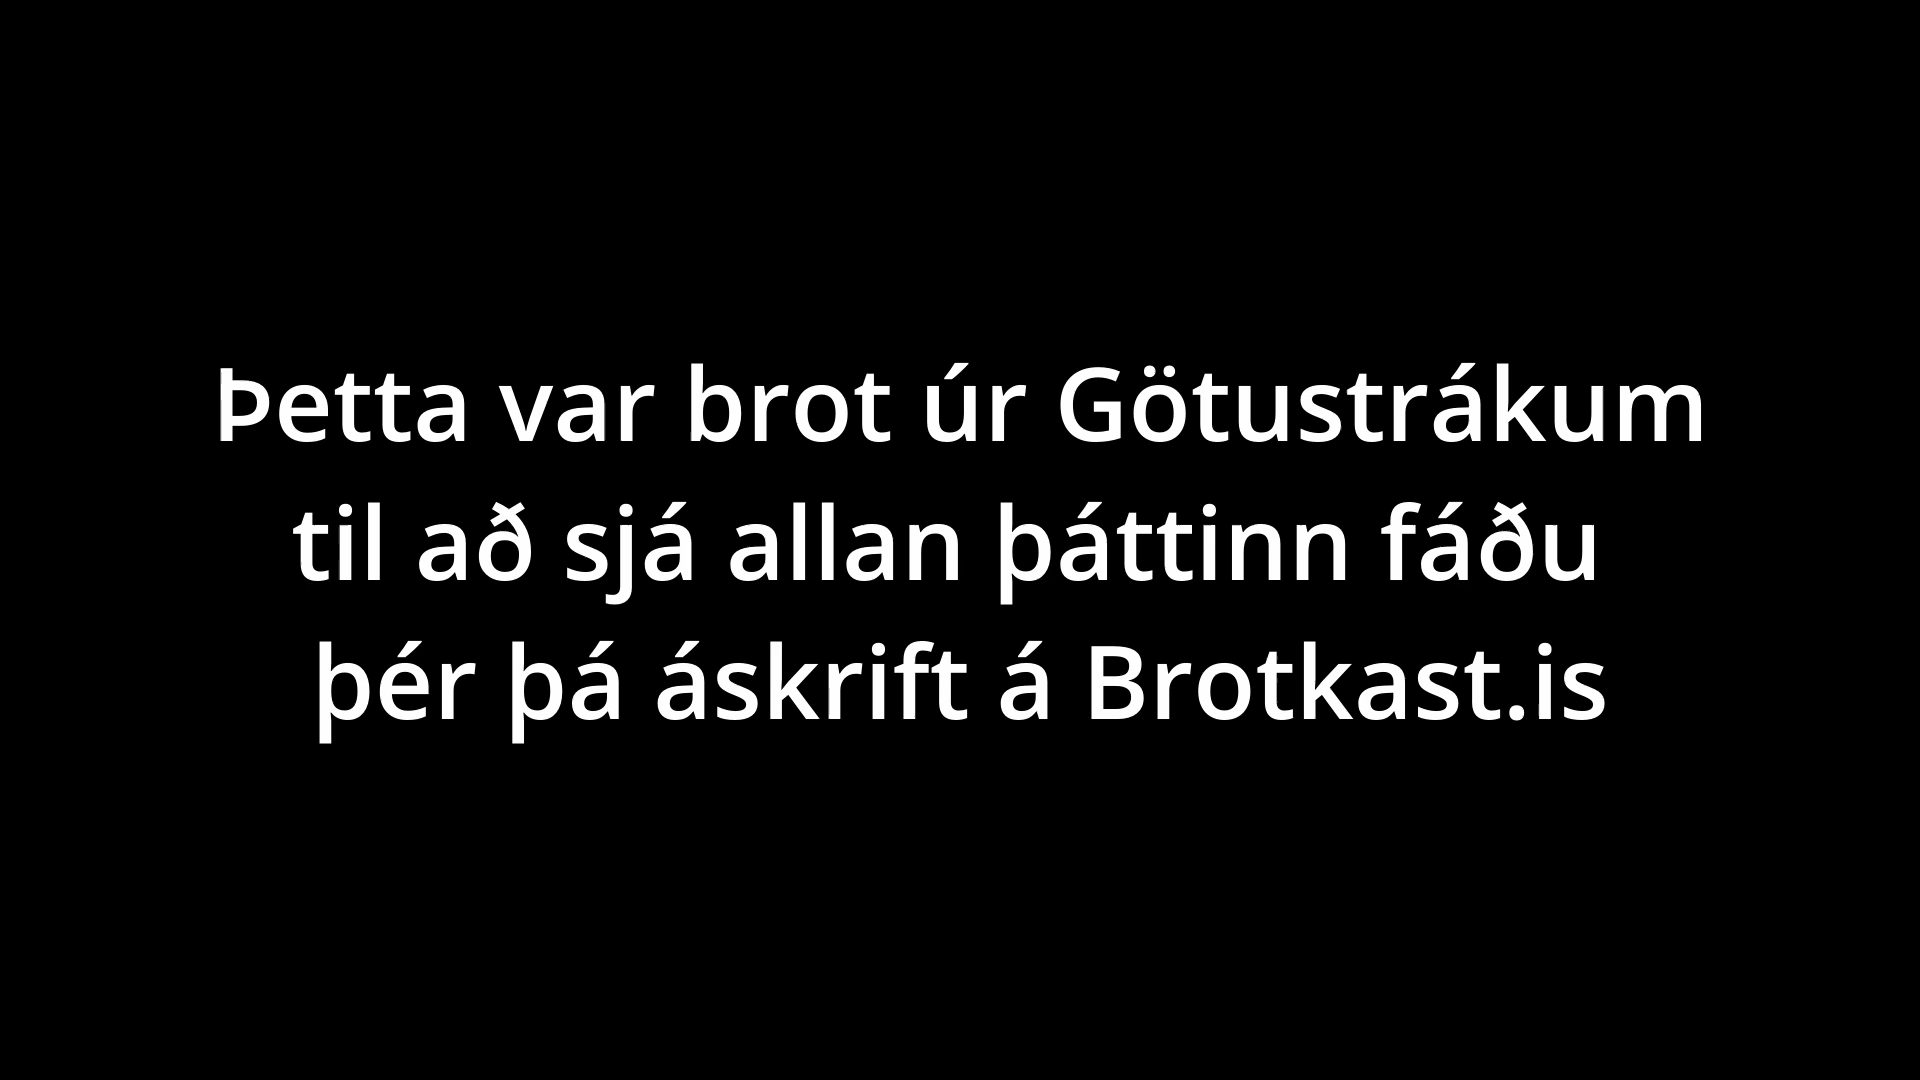 Þetta var brot úr Götustrákum
til að sjá allan þáttinn fáðu
þér þá áskrift á Brotkast.is